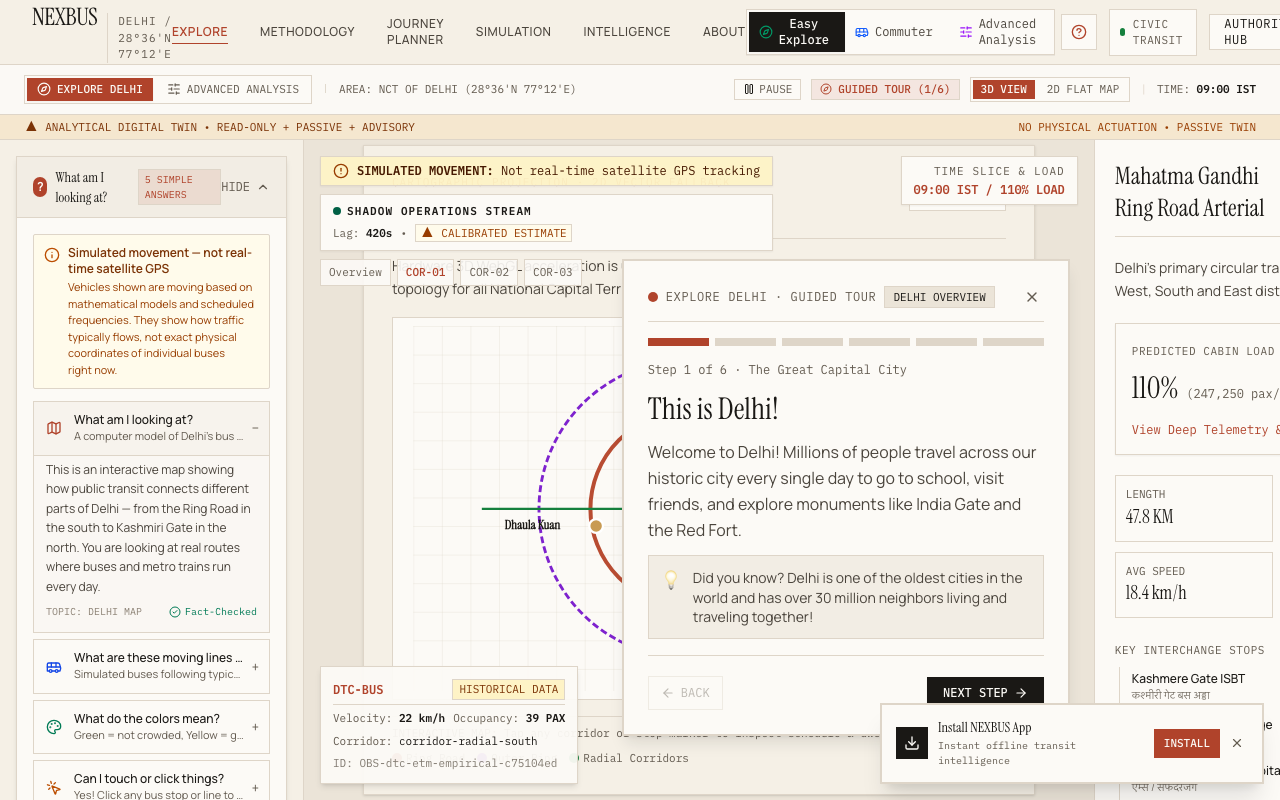 NEXBUS
DELHI /
28°36'N
77°12'E
EXPLORE
METHODOLOGY
JOURNEY
PLANNER
SIMULATION
INTELLIGENCE
ABOUT
Easy
Explore
Commuter
Advanced
Analysis
CIVIC
TRANSIT
HUB
EXPLORE DELHI
ADVANCED ANALYSIS
AREA: NCT OF DELHI (28°36'N 77°12'E)
PAUSE
GUIDED TOUR (1/6)
3D VIEW
2D FLAT MAP
TIME: 09:00 IST
ANALYTICAL DIGITAL TWIN • READ-ONLY + PASSIVE + ADVISORY
NO PHYSICAL ACTUATION • PASSIVE TWIN
? What am I
looking at?
5 SIMPLE
ANSWERS
HIDE
Simulated movement — not real-
time satellite GPS
Vehicles shown are moving based on
mathematical models and scheduled
frequencies. They show how traffic
typically flows, not exact physical
coordinates of individual buses
right now.
What am I looking at?
A computer model of Delhi's bus ...
This is an interactive map showing
how public transit connects different
parts of Delhi — from the Ring Road in
the south to Kashmiri Gate in the
north. You are looking at real routes
where buses and metro trains run
every day.
TOPIC: DELHI MAP
Fact-Checked
What are these moving lines ...
Simulated buses following typic...
What do the colors mean?
Green = not crowded, Yellow = g...
Can I touch or click things?
Yes! Click any bus stop or line to ...
SIMULATED MOVEMENT: Not real-time satellite GPS tracking
SHADOW OPERATIONS STREAM
Lag: 420s •
CALIBRATED ESTIMATE
TIME SLICE & LOAD
09:00 IST / 110% LOAD
Overview
COR-01
COR-02
COR-03
topology for all National Capital Terr
Dhaula Kuan
EXPLORE DELHI · GUIDED TOUR
DELHI OVERVIEW
Step 1 of 6 · The Great Capital City
This is Delhi!
Welcome to Delhi! Millions of people travel across our
historic city every single day to go to school, visit
friends, and explore monuments like India Gate and
the Red Fort.
Did you know? Delhi is one of the oldest cities in the
world and has over 30 million neighbors living and
traveling together!
← BACK
NEXT STEP →
DTC-BUS
HISTORICAL DATA
Velocity: 22 km/h
Occupancy: 39 PAX
Corridor: corridor-radial-south
ID: OBS-dtc-etm-empirical-c75104ed
Radial Corridors
Mahatma Gandhi
Ring Road Arterial
Delhi's primary circular
West, South and East
PREDICTED CABIN LOAD
110% (247,250
View Deep Telemetry
LENGTH
47.8 KM
AVG SPEED
18.4 km/h
KEY INTERCHANGE STOPS
Kashmere Gate ISBT
कश्मीरी गेट बस अड्डा
Install NEXBUS App
Instant offline transit
intelligence
INSTALL